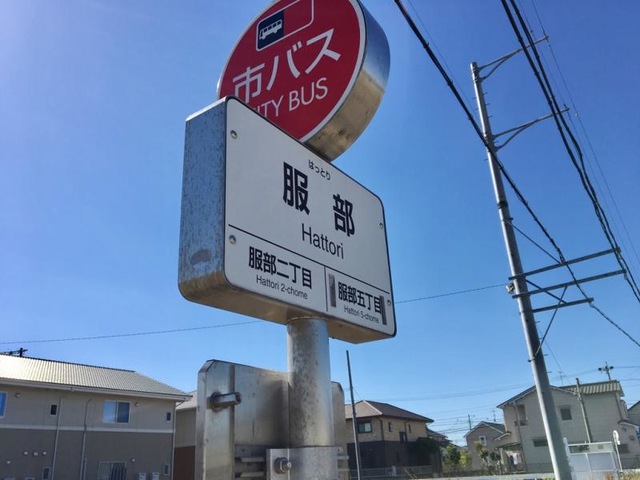 市バス
CITY BUS
はっとり
服部
Hattori
服部二丁目
Hattori 2-chome
服部五丁目
Hattori 5-chome